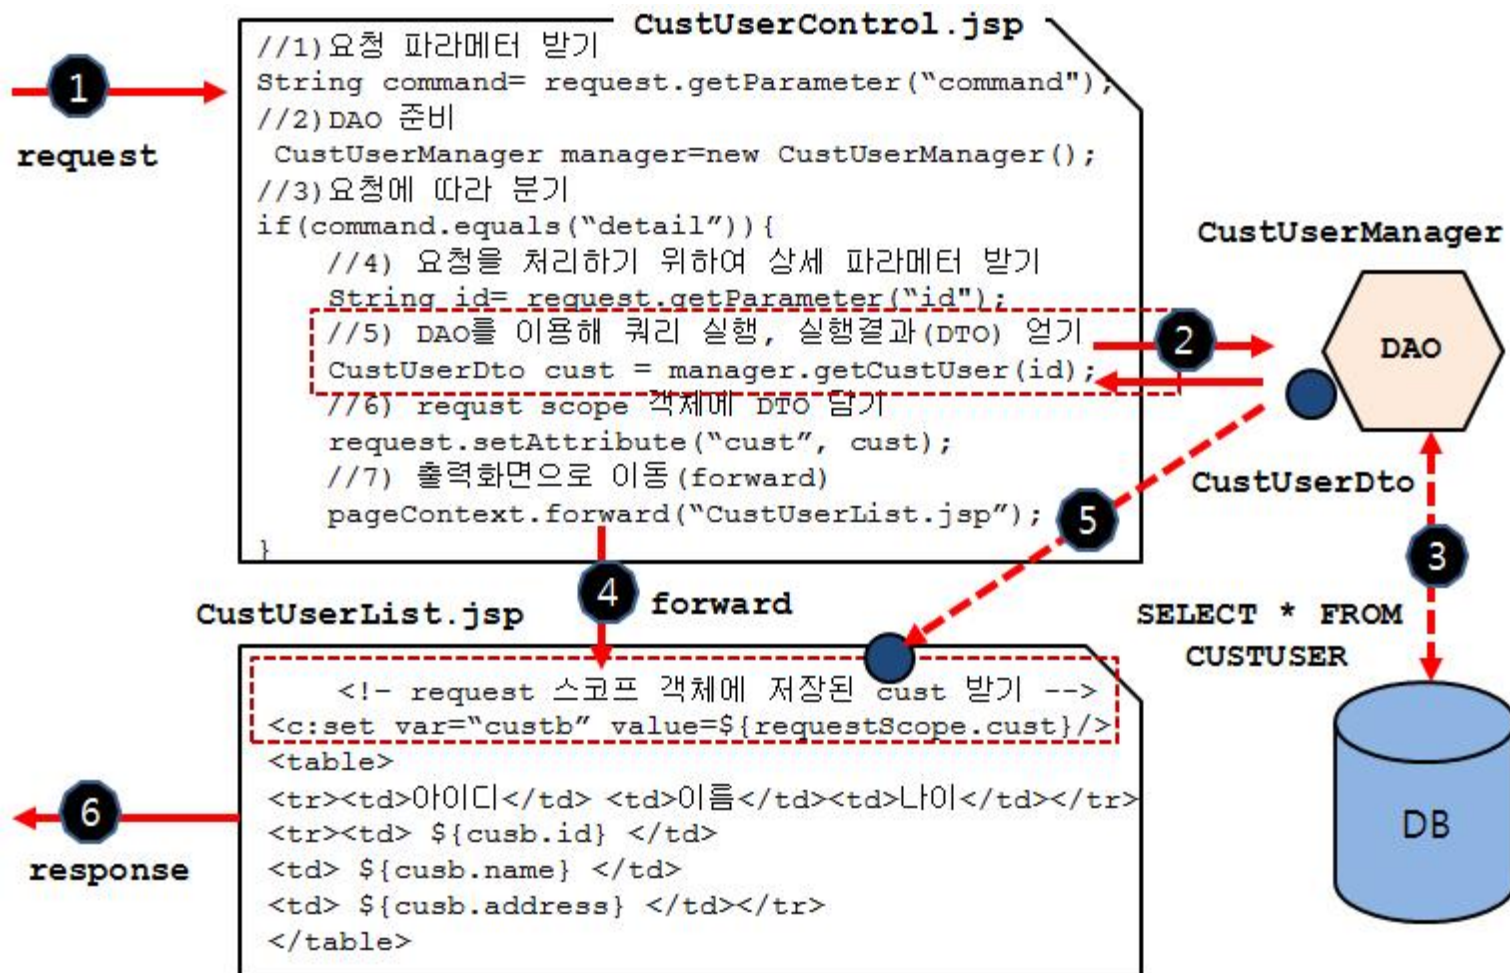 CustUserControl.jsp
//1)요청 파라메터 받기
String command= request.getParameter(“command");
//2)DAO 준비
CustUserManager manager=new CustUserManager();
//3)요청에 따라 분기
if(command.equals(“detail”)){
//4) 요청을 처리하기 위하여 상세 파라메터 받기
String id= request.getParameter(“id");
//5) DAO를 이용해 쿼리 실행, 실행결과(DTO) 얻기
CustUserDto cust = manager.getCustUser(id);
//6) requst scope 객체에 DTO 담기
request.setAttribute(“cust”, cust);
//7) 출력화면으로 이동(forward)
pageContext.forward(“CustUserList.jsp”);
}
1
request
2
CustUserManager
DAO
CustUserDto
5
3
SELECT * FROM
CUSTUSER
DB
4
forward
CustUserList.jsp
<!– request 스코프 객체에 저장된 cust 받기 -->
<c:set var=“custb” value=${requestScope.cust}/>
<table>
<tr><td>아이디</td> <td>이름</td><td>나이</td></tr>
<tr><td> ${cusb.id} </td>
<td> ${cusb.name} </td>
<td> ${cusb.address} </td></tr>
</table>
6
response